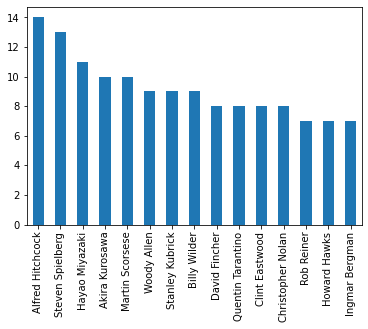 14
12
10
8
6
4
2
0
Alfred Hitchcock
Steven Spielberg
Hayao Miyazaki
Akira Kurosawa
Martin Scorsese
Woody Allen
Stanley Kubrick
Billy Wilder
David Fincher
Quentin Tarantino
Clint Eastwood
Christopher Nolan
Rob Reiner
Howard Hawks
Ingmar Bergman